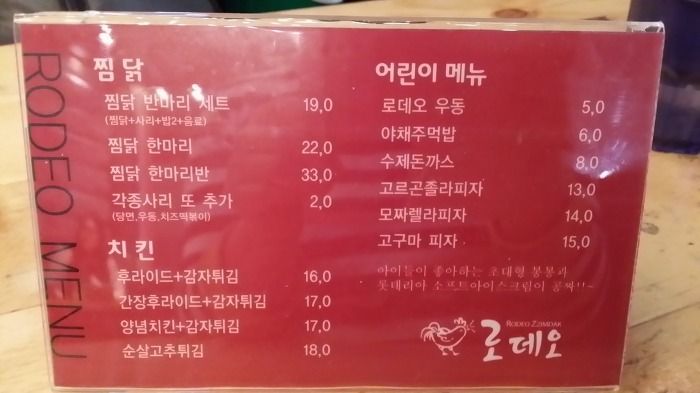 RODEO MENU
찜닭
찜닭 반마리 세트 19,0
(찜닭+사리+밥2+음료)
찜닭 한마리 22,0
찜닭 한마리반 33,0
각종사리 또 추가 2,0
(당면,우동,치즈떡볶이)
치킨
후라이드+감자튀김 16,0
간장후라이드+감자튀김 17,0
양념치킨+감자튀김 17,0
순살고추튀김 18,0
어린이 메뉴
로데오 우동 5,0
야채주먹밥 6,0
수제돈까스 8,0
고르곤졸라피자 13,0
모짜렐라피자 14,0
고구마 피자 15,0
아이들이 좋아하는 초대형 봉봉과
롯데리아 소프트아이스크림이 공짜!!~
RODEO ZZIMDAK
로데오